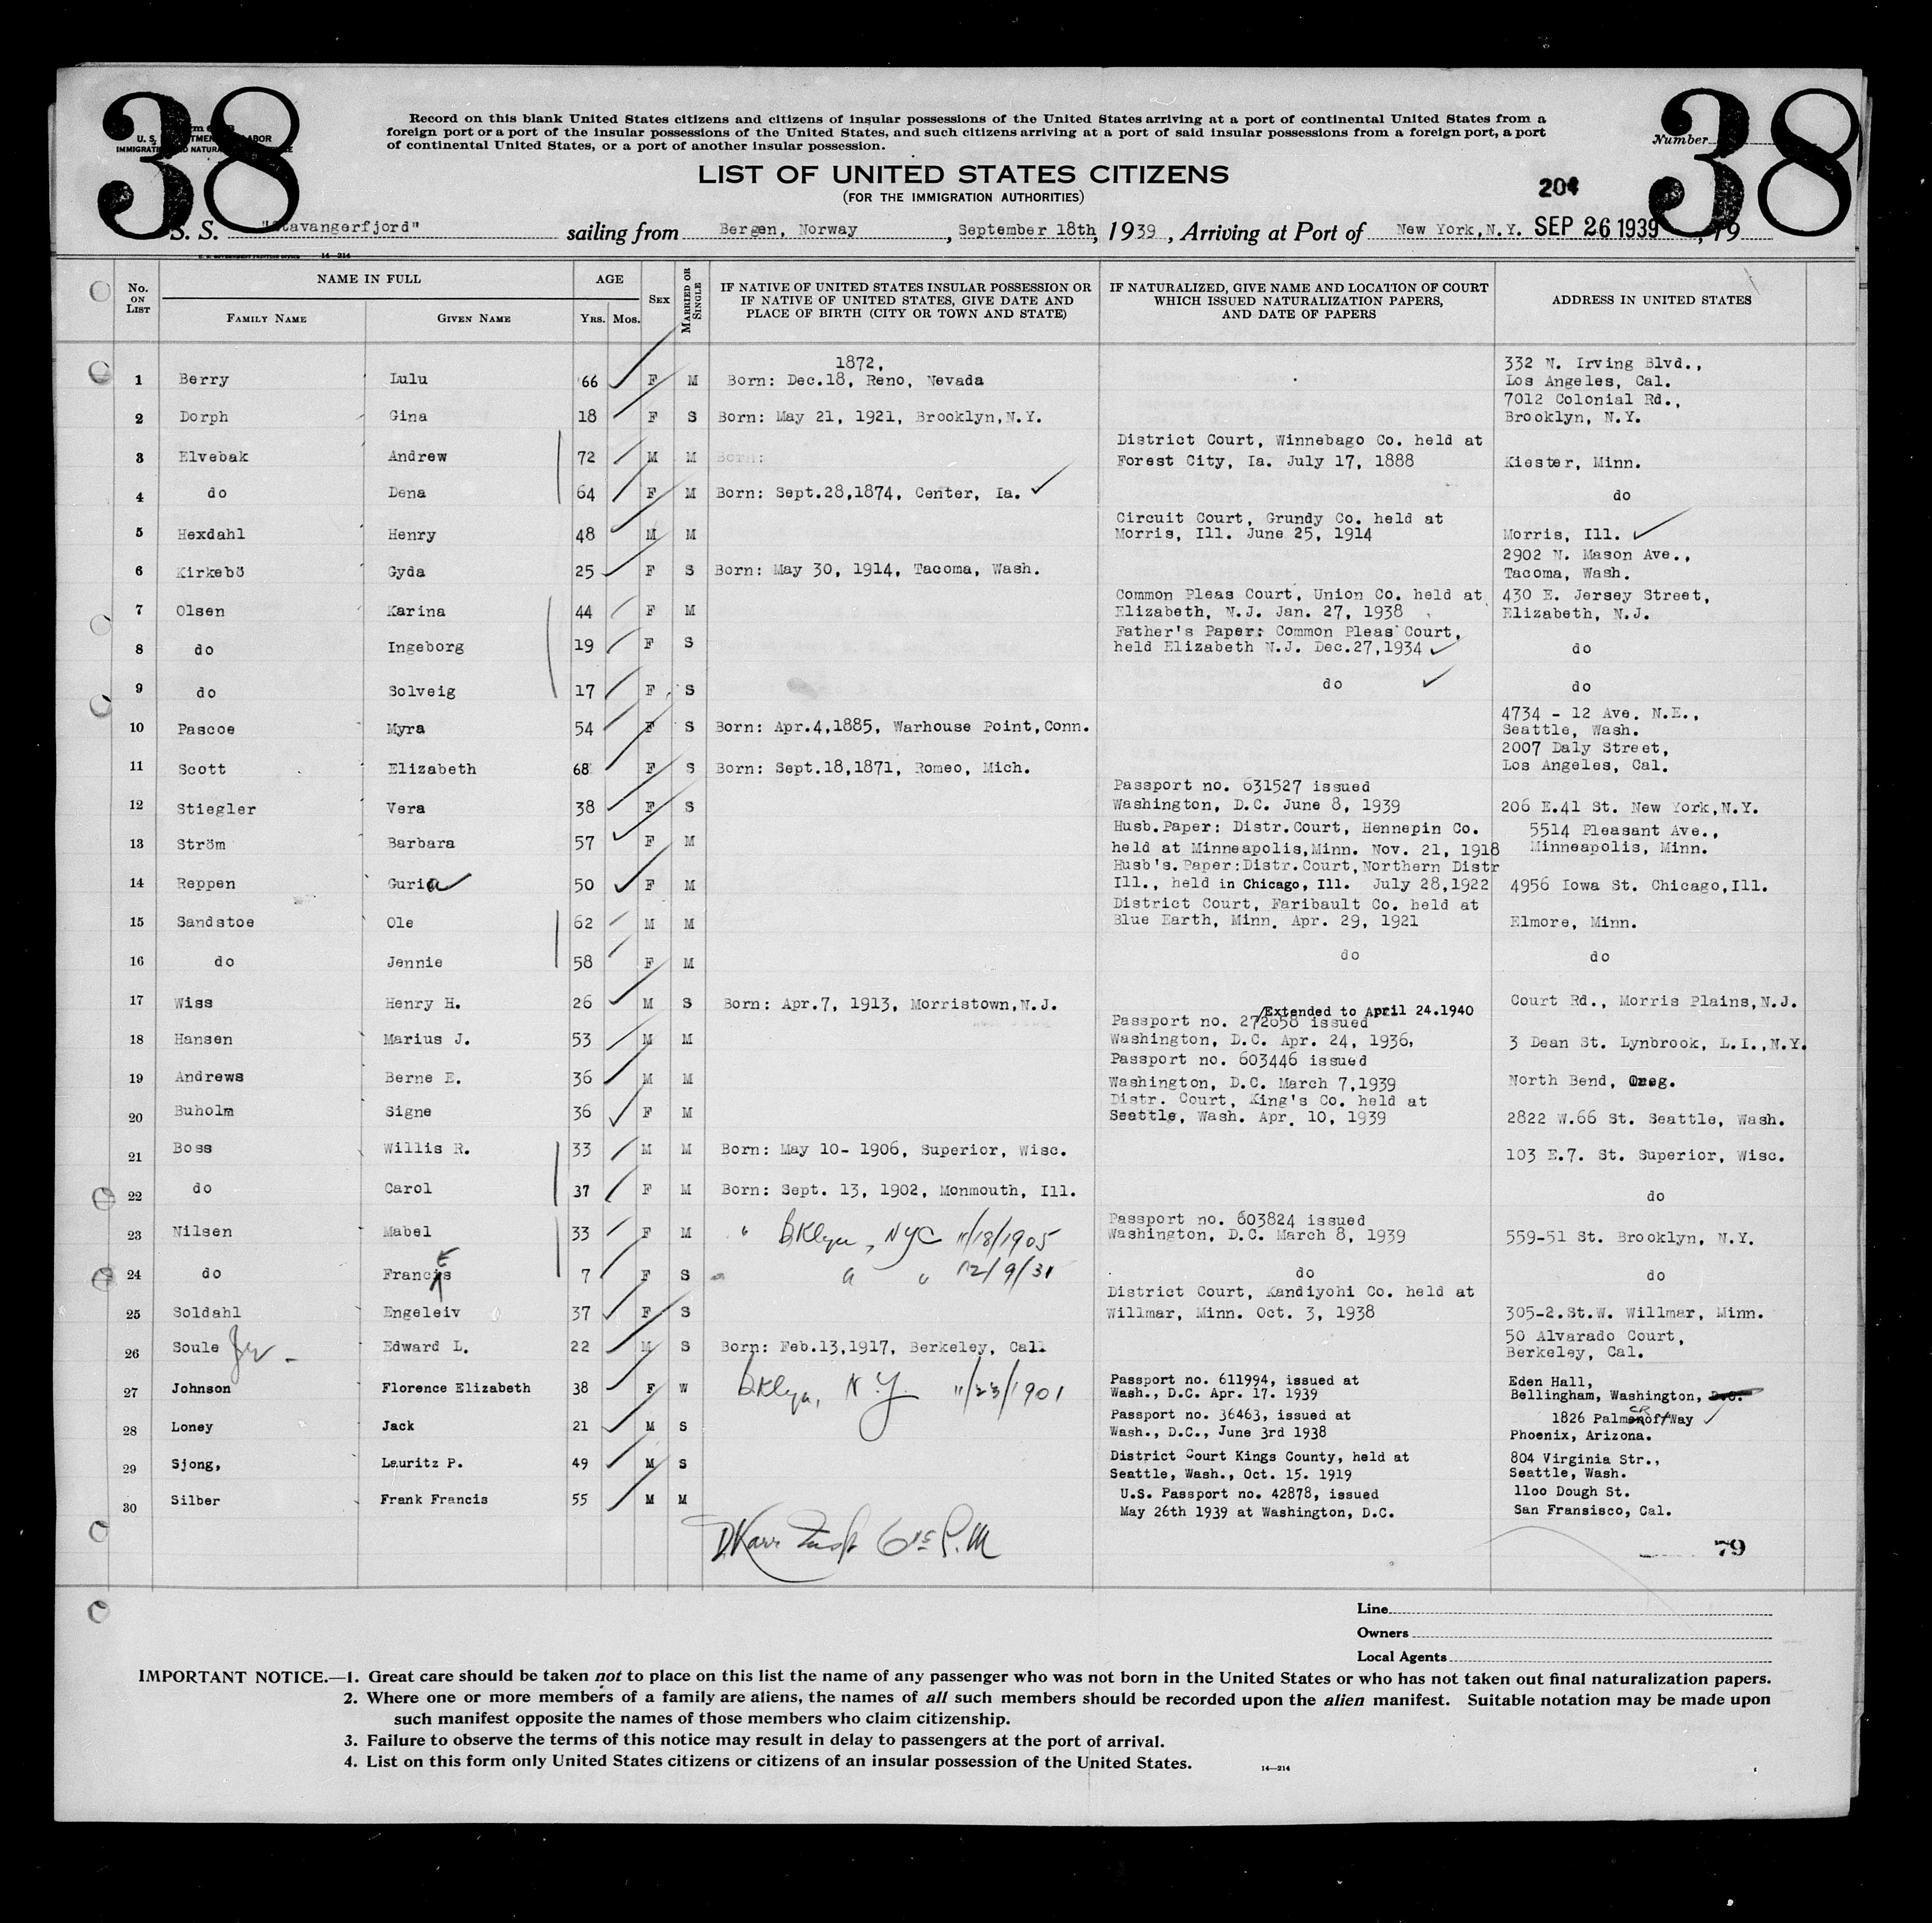 38
38
U. S. DEPARTMENT OF LABOR
Record on this blank United States citizens and citizens of insular possessions of the United States arriving at a port of continental United States from a
foreign port or a port of the insular possessions of the United States, and such citizens arriving at a port of said insular possessions from a foreign port, a port
of continental United States, or a port of another insular possession.
Number
LIST OF UNITED STATES CITIZENS
(FOR THE IMMIGRATION AUTHORITIES)
204
S. S. "Stavangerfjord" sailing from Bergen, Norway, September 18th, 1939, Arriving at Port of New York, N.Y. SEP 26 1939, 19
14—214
No. ON LIST
NAME IN FULL
FAMILY NAME GIVEN NAME
AGE
YRS. MOS.
SEX
MARRIED OR SINGLE
IF NATIVE OF UNITED STATES INSULAR POSSESSION OR
IF NATIVE OF UNITED STATES, GIVE DATE AND
PLACE OF BIRTH (CITY OR TOWN AND STATE)
IF NATURALIZED, GIVE NAME AND LOCATION OF COURT
WHICH ISSUED NATURALIZATION PAPERS,
AND DATE OF PAPERS
ADDRESS IN UNITED STATES
1872, 332 N. Irving Blvd.,
1 Berry Lulu 66 F M Born: Dec.18, Reno, Nevada Los Angeles, Cal.
7012 Colonial Rd.,
2 Dorph Gina 18 F S Born: May 21, 1921, Brooklyn,N.Y. Brooklyn, N.Y.
District Court, Winnebago Co. held at
3 Elvebak Andrew 72 M M Born: Forest City, Ia. July 17, 1888 Kiester, Minn.
4 do Dena 64 F M Born: Sept.28,1874, Center, Ia. do
Circuit Court, Grundy Co. held at
5 Hexdahl Henry 48 M M Morris, Ill. June 25, 1914 Morris, Ill.
2902 N. Mason Ave.,
6 Kirkebö Gyda 25 F S Born: May 30, 1914, Tacoma, Wash. Tacoma, Wash.
Common Pleas Court, Union Co. held at 430 E. Jersey Street,
7 Olsen Karina 44 F M Elizabeth, N.J. Jan. 27, 1938 Elizabeth, N.J.
Father's Paper: Common Pleas Court,
8 do Ingeborg 19 F S held Elizabeth N.J. Dec.27,1934 do
9 do Solveig 17 F S do do
4734 - 12 Ave. N.E.,
10 Pascoe Myra 54 F S Born: Apr.4,1885, Warhouse Point,Conn. Seattle, Wash.
2007 Daly Street,
11 Scott Elizabeth 68 F S Born: Sept.18,1871, Romeo, Mich. Los Angeles, Cal.
Passport no. 631527 issued
12 Stiegler Vera 38 F S Washington, D.C. June 8, 1939 206 E.41 St. New York,N.Y.
Husb.Paper: Distr.Court, Hennepin Co. 5514 Pleasant Ave.,
13 Ström Barbara 57 F M held at Minneapolis,Minn. Nov. 21, 1918 Minneapolis, Minn.
Husb's.Paper:Distr.Court,Northern Distr
14 Reppen Guria 50 F M Ill., held in Chicago, Ill. July 28,1922 4956 Iowa St. Chicago,Ill.
District Court, Faribault Co. held at
15 Sandstoe Ole 62 M M Blue Earth, Minn. Apr. 29, 1921 Elmore, Minn.
16 do Jennie 58 F M do do
17 Wiss Henry H. 26 M S Born: Apr.7, 1913, Morristown,N.J. Court Rd., Morris Plains,N.J.
/Extended to April 24.1940
Passport no. 272658 issued
18 Hansen Marius J. 53 M M Washington, D.C. Apr. 24, 1936, 3 Dean St. Lynbrook, L.I.,N.Y.
Passport no. 603446 issued
19 Andrews Berne E. 36 M M Washington, D.C. March 7,1939 North Bend, Oreg.
Distr. Court, King's Co. held at
20 Buholm Signe 36 F M Seattle, Wash. Apr. 10, 1939 2822 W.66 St. Seattle, Wash.
21 Boss Willis R. 33 M M Born: May 10- 1906, Superior, Wisc. 103 E.7. St. Superior, Wisc.
22 do Carol 37 F M Born: Sept. 13, 1902, Monmouth, Ill. do
Passport no. 603824 issued
23 Nilsen Mabel 33 F M " BKlyn, NYC 11/18/1905 Washington, D.C. March 8, 1939 559-51 St. Brooklyn, N.Y.
E
24 do Francis 7 F S " " " 12/9/31 do do
District Court, Kandiyohi Co. held at
25 Soldahl Engeleiv 37 F S Willmar, Minn. Oct. 3, 1938 305-2.St.W. Willmar, Minn.
50 Alvarado Court,
26 Soule Jr - Edward L. 22 M S Born: Feb.13,1917, Berkeley, Cal. Berkeley, Cal.
Passport no. 611994, issued at Eden Hall,
27 Johnson Florence Elizabeth 38 F W BKlyn, N.Y. 11/23/1901 Wash., D.C. Apr. 17. 1939 Bellingham, Washington, D.C.
Passport no. 36463, issued at 1826 Palmcroft Way
28 Loney Jack 21 M S Wash., D.C., June 3rd 1938 Phoenix, Arizona.
District Court Kings County, held at 804 Virginia Str.,
29 Sjong, Lauritz P. 49 M S Seattle, Wash., Oct. 15. 1919 Seattle, Wash.
U.S. Passport no. 42878, issued 1100 Dough St.
30 Silber Frank Francis 55 M M May 26th 1939 at Washington, D.C. San Fransisco, Cal.
D. Karr Insp P.M
79
Line
Owners
Local Agents
IMPORTANT NOTICE.—1. Great care should be taken not to place on this list the name of any passenger who was not born in the United States or who has not taken out final naturalization papers.
2. Where one or more members of a family are aliens, the names of all such members should be recorded upon the alien manifest. Suitable notation may be made upon
such manifest opposite the names of those members who claim citizenship.
3. Failure to observe the terms of this notice may result in delay to passengers at the port of arrival.
4. List on this form only United States citizens or citizens of an insular possession of the United States.
14—214